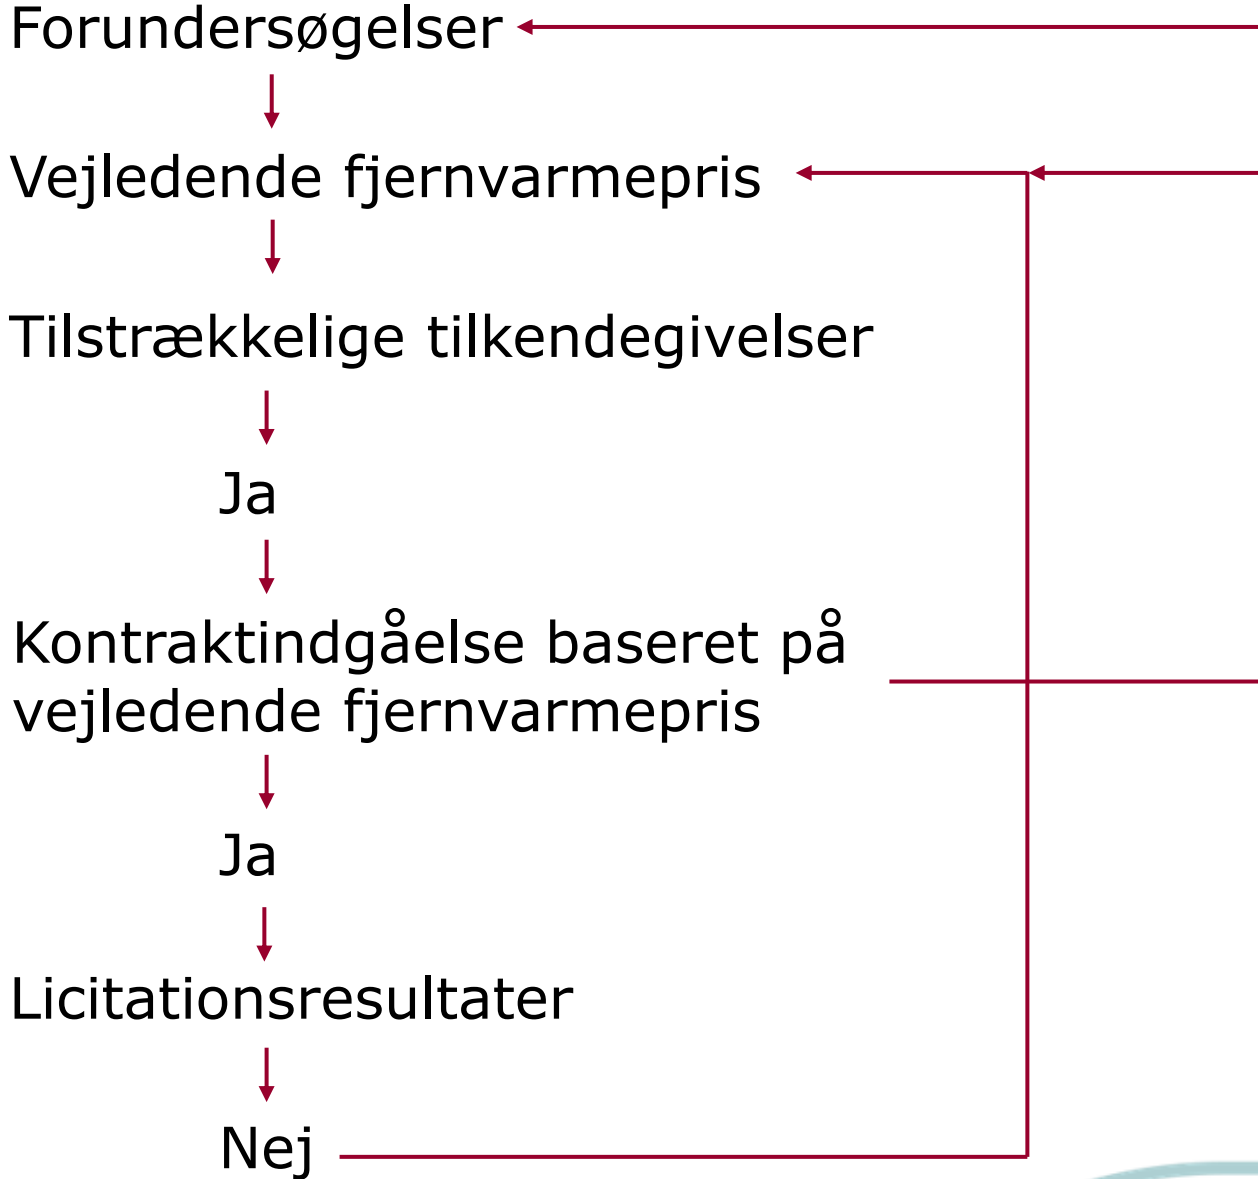 Forundersøgelser
Vejledende fjernvarmepris
Tilstrækkelige tilkendegivelser
Ja
Kontraktindgåelse baseret på
vejledende fjernvarmepris
Ja
Licitationsresultater
Nej